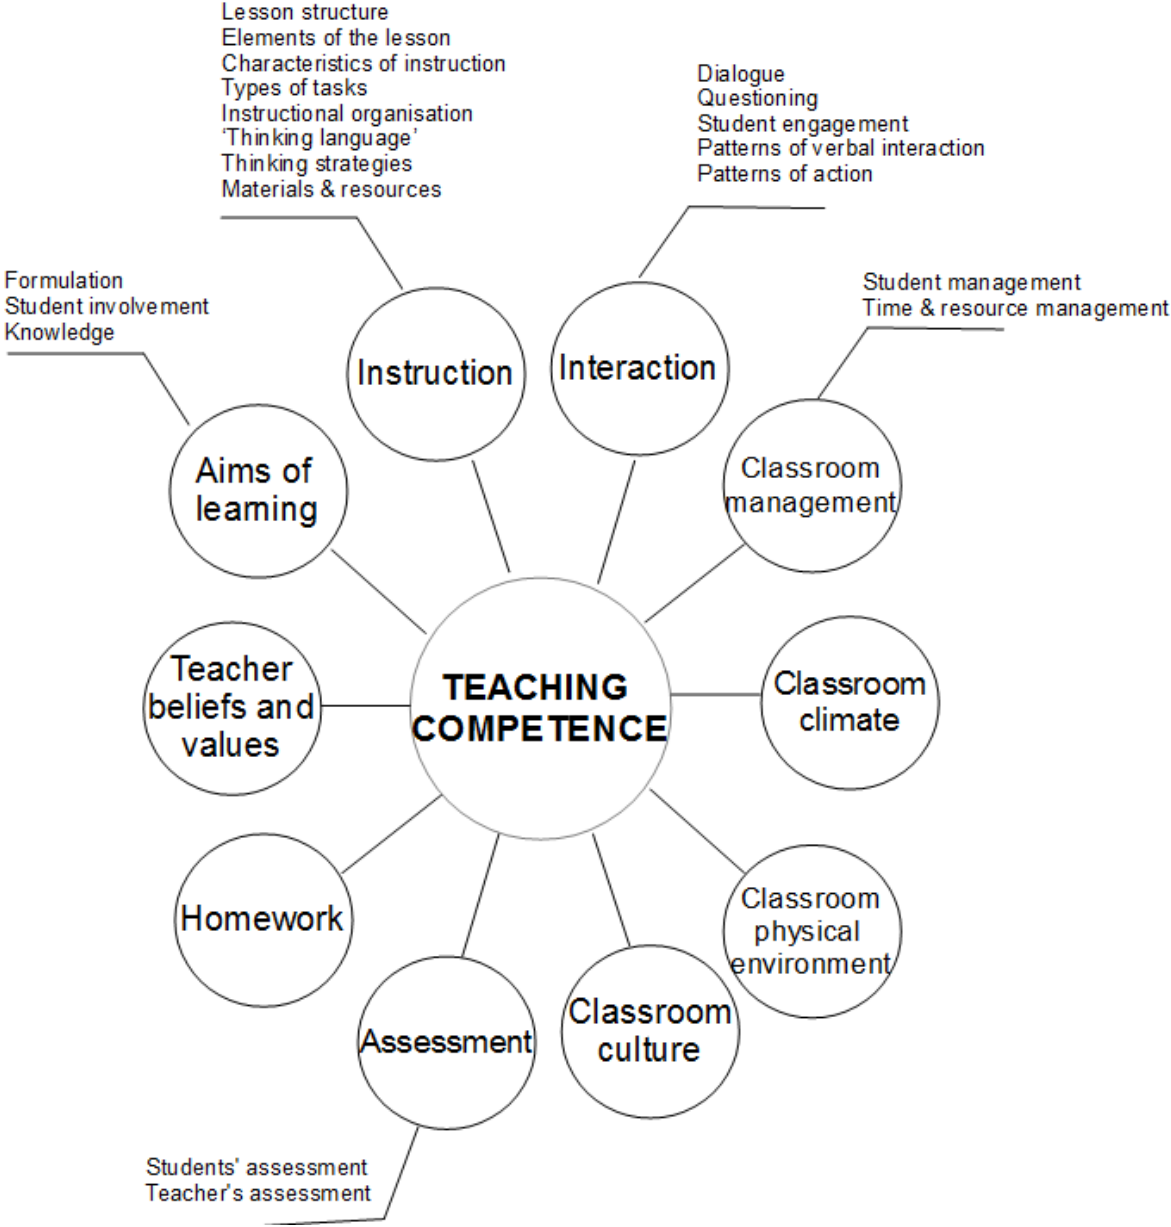 Lesson structure
Elements of the lesson
Characteristics of instruction
Types of tasks
Instructional organisation
‘Thinking language’
Thinking strategies
Materials & resources
Dialogue
Questioning
Student engagement
Patterns of verbal interaction
Patterns of action
Formulation
Student involvement
Knowledge
Student management
Time & resource management
Instruction
Interaction
Aims of
learning
Classroom
management
Teacher
beliefs and
values
TEACHING
COMPETENCE
Classroom
climate
Homework
Classroom
physical
environment
Assessment
Classroom
culture
Students' assessment
Teacher's assessment